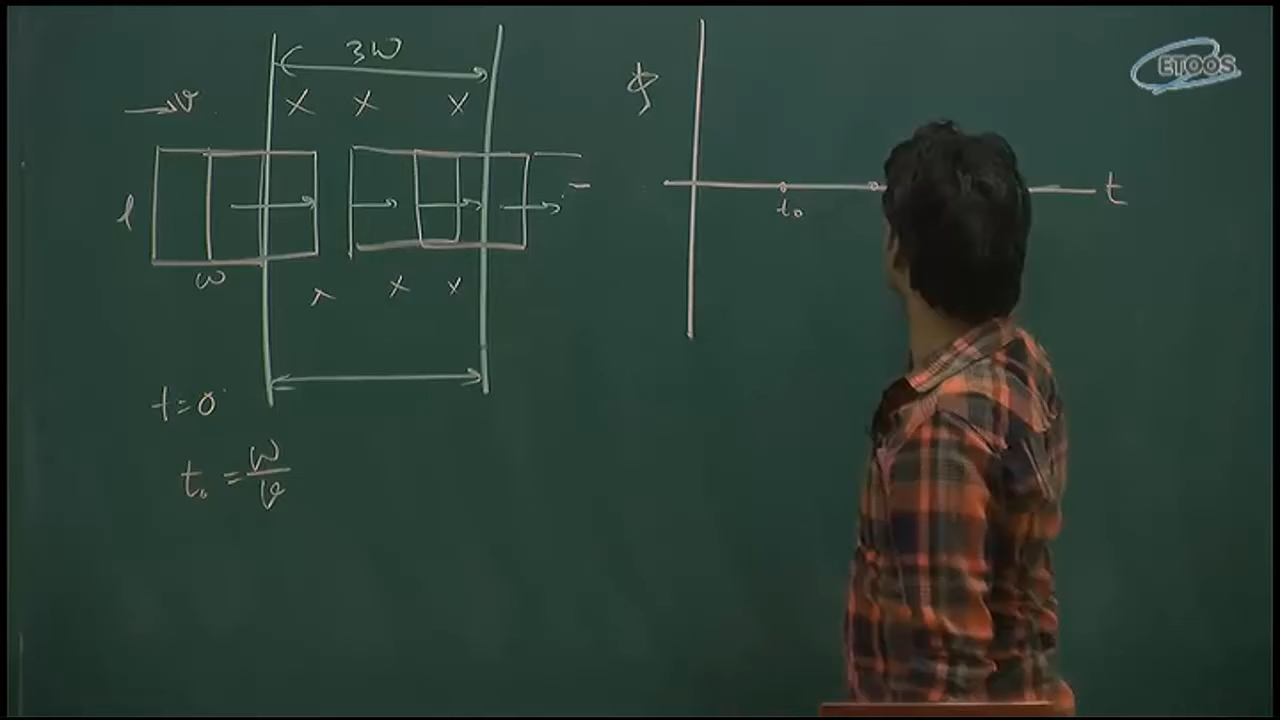 3W
→ v
x x x
l
w
x x x
t=0
t₀ = W/v
ϕ
t₀
t
ETOOS